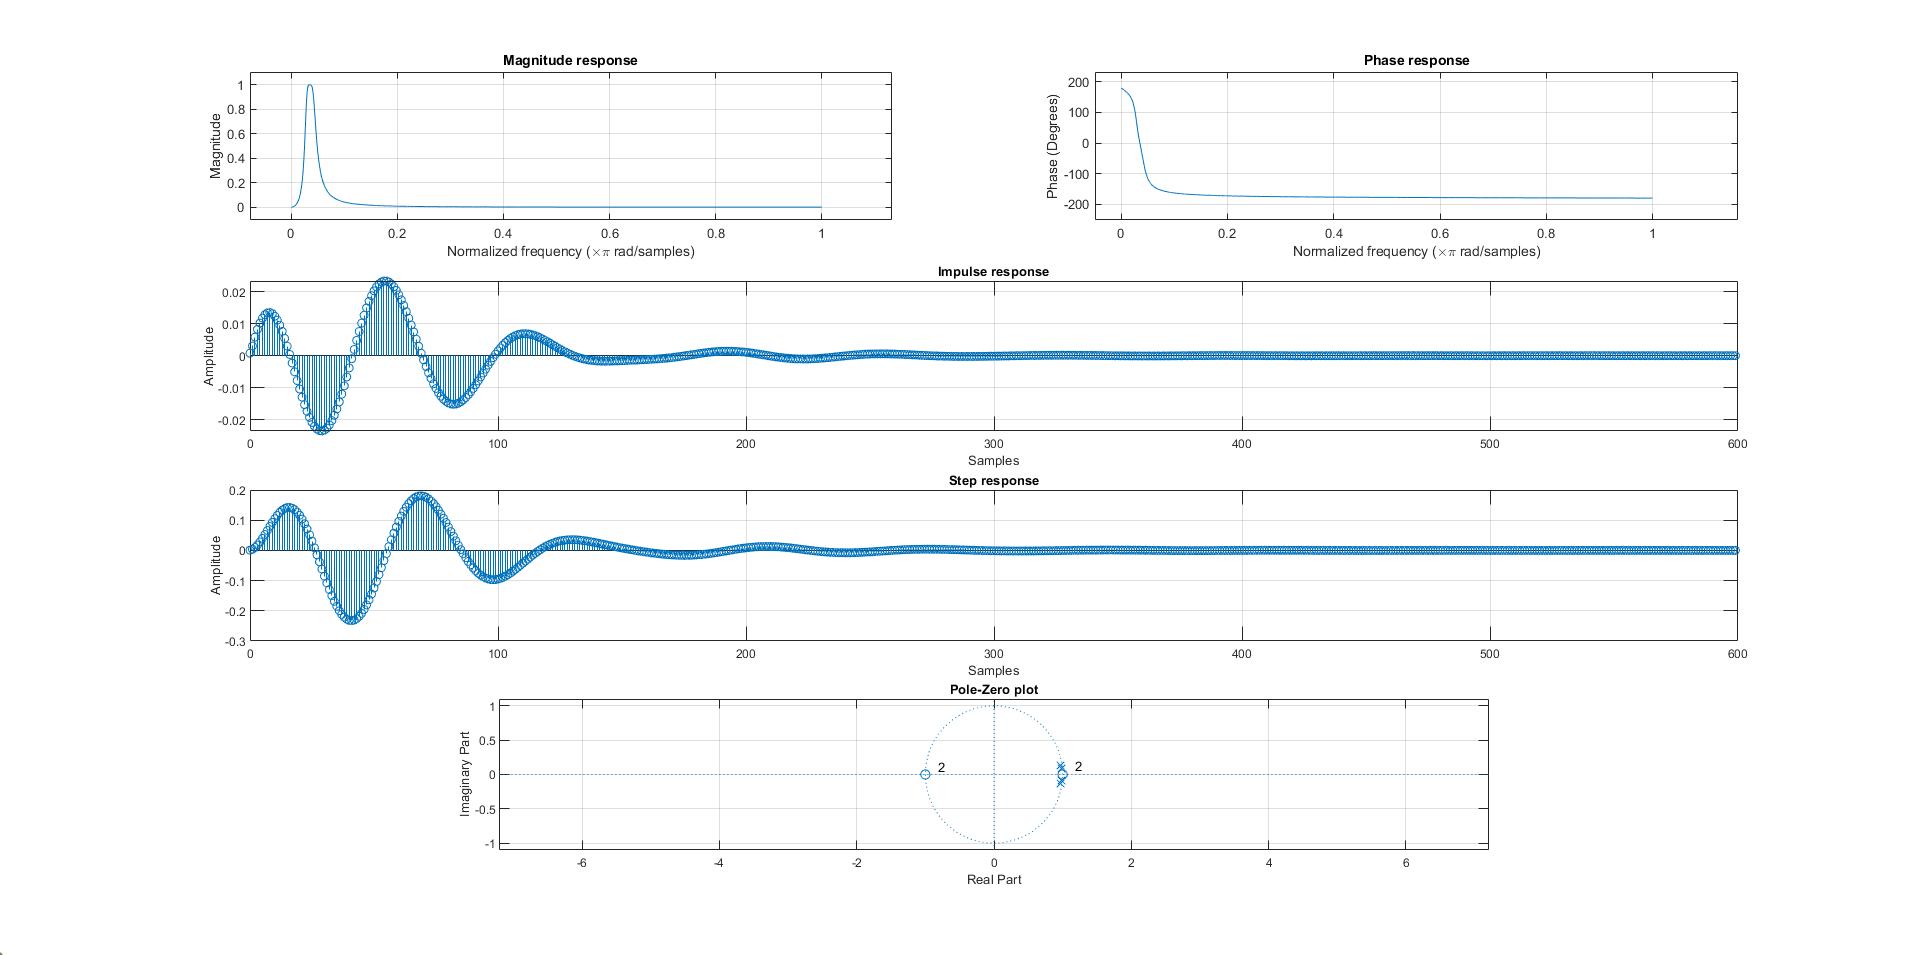 Magnitude response
Magnitude
1
0.8
0.6
0.4
0.2
0
0 0.2 0.4 0.6 0.8 1
Normalized frequency (×π rad/samples)
Phase response
Phase (Degrees)
200
100
0
-100
-200
0 0.2 0.4 0.6 0.8 1
Normalized frequency (×π rad/samples)
Impulse response
Amplitude
0.02
0.01
0
-0.01
-0.02
0 100 200 300 400 500 600
Samples
Step response
Amplitude
0.2
0.1
0
-0.1
-0.2
-0.3
0 100 200 300 400 500 600
Samples
Pole-Zero plot
Imaginary Part
1
0.5
0
-0.5
-1
2 2
-6 -4 -2 0 2 4 6
Real Part